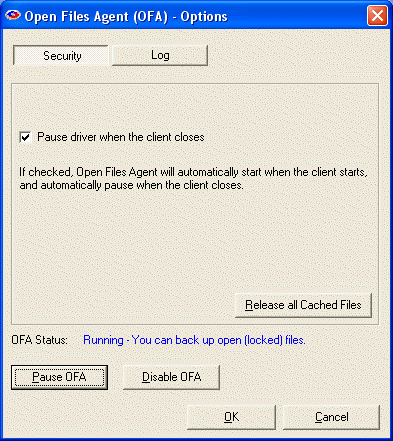 Open Files Agent (OFA) - Options
Security
Log
Pause driver when the client closes
If checked, Open Files Agent will automatically start when the client starts,
and automatically pause when the client closes.
Release all Cached Files
OFA Status: Running - You can back up open (locked) files.
Pause OFA
Disable OFA
OK
Cancel